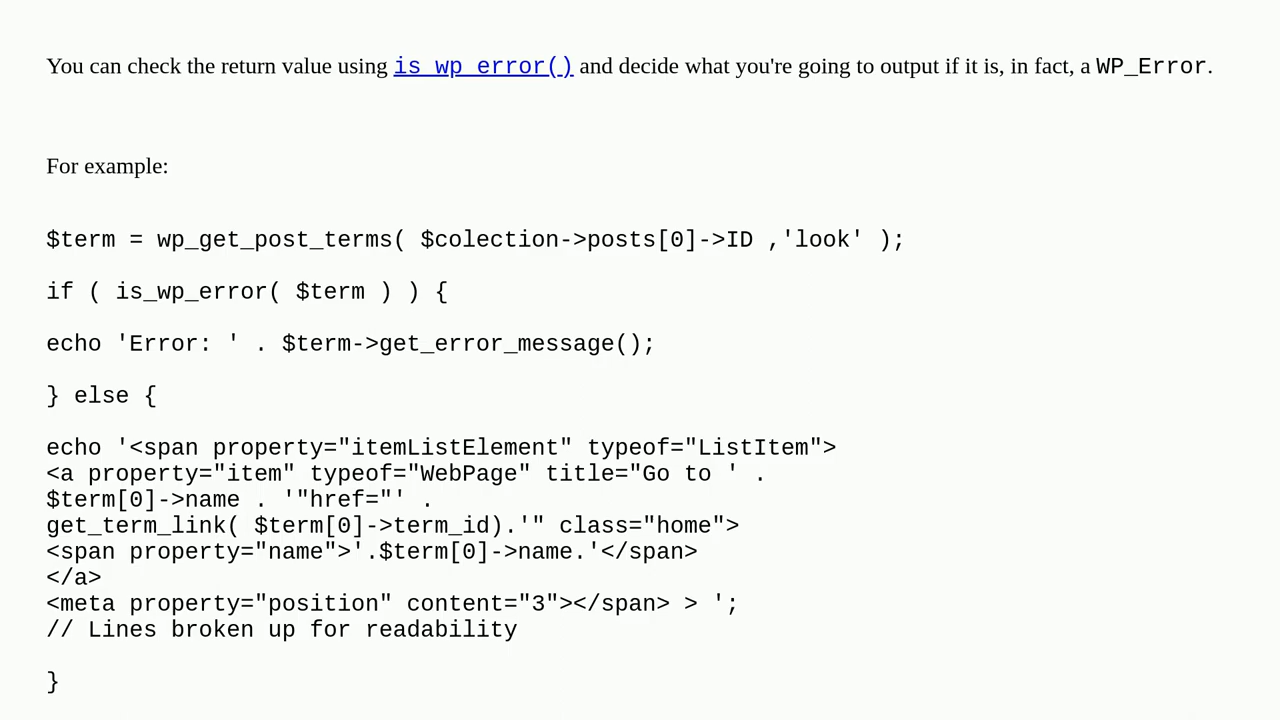 You can check the return value using is_wp_error() and decide what you're going to output if it is, in fact, a WP_Error.
For example:
$term = wp_get_post_terms( $colection->posts[0]->ID ,'look' );
if ( is_wp_error( $term ) ) {
echo 'Error: ' . $term->get_error_message();
} else {
echo '<span property="itemListElement" typeof="ListItem">
<a property="item" typeof="WebPage" title="Go to ' .
$term[0]->name . '"href="' .
get_term_link( $term[0]->term_id).'" class="home">
<span property="name">'.$term[0]->name.'</span>
</a>
<meta property="position" content="3"></span> > ';
// Lines broken up for readability
}